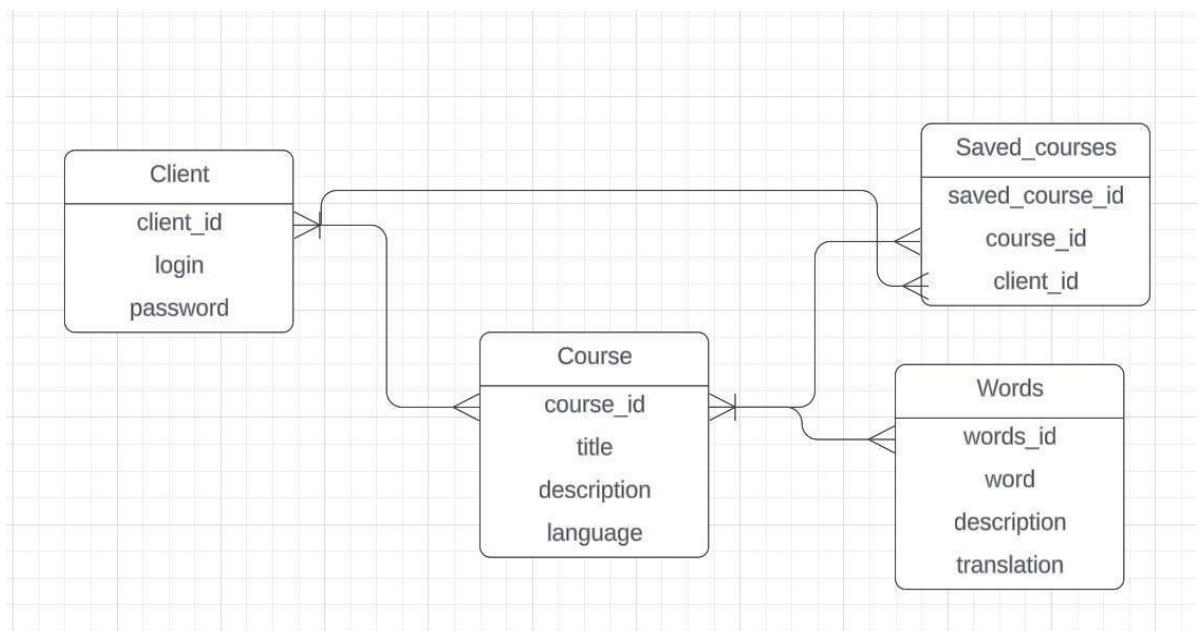 Client
client_id
login
password
Course
course_id
title
description
language
Saved_courses
saved_course_id
course_id
client_id
Words
words_id
word
description
translation